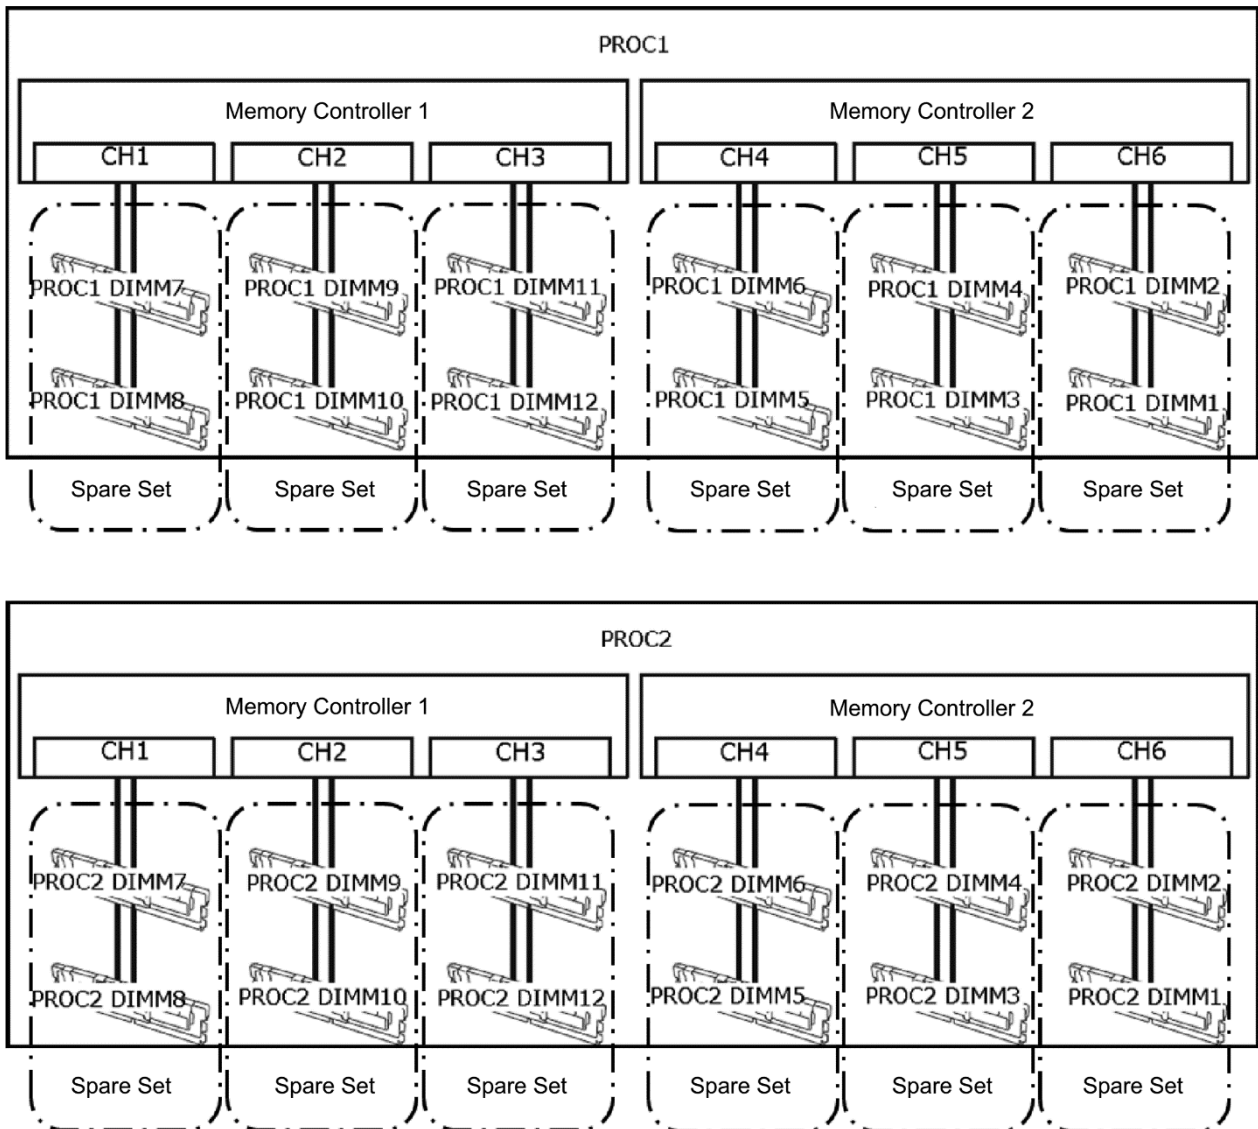 PROC1
Memory Controller 1
Memory Controller 2
CH1
CH2
CH3
CH4
CH5
CH6
PROC1 DIMM7
PROC1 DIMM9
PROC1 DIMM11
PROC1 DIMM6
PROC1 DIMM4
PROC1 DIMM2
PROC1 DIMM8
PROC1 DIMM10
PROC1 DIMM12
PROC1 DIMM5
PROC1 DIMM3
PROC1 DIMM1
Spare Set
Spare Set
Spare Set
Spare Set
Spare Set
Spare Set
PROC2
Memory Controller 1
Memory Controller 2
CH1
CH2
CH3
CH4
CH5
CH6
PROC2 DIMM7
PROC2 DIMM9
PROC2 DIMM11
PROC2 DIMM6
PROC2 DIMM4
PROC2 DIMM2
PROC2 DIMM8
PROC2 DIMM10
PROC2 DIMM12
PROC2 DIMM5
PROC2 DIMM3
PROC2 DIMM1
Spare Set
Spare Set
Spare Set
Spare Set
Spare Set
Spare Set